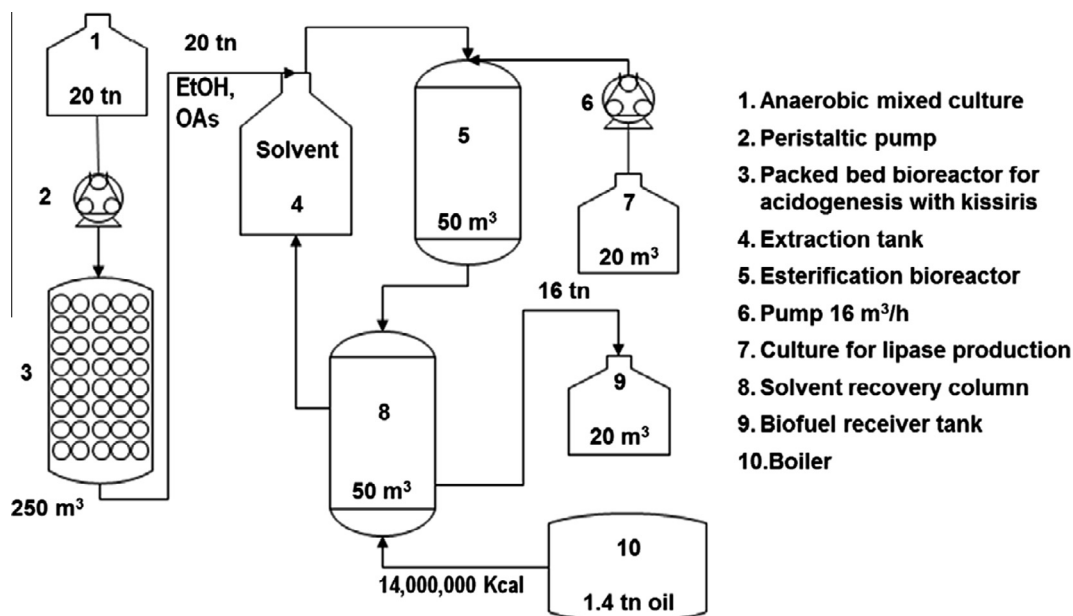 1
20 tn
2
3
250 m³
20 tn
EtOH,
OAs
Solvent
4
5
50 m³
6
7
20 m³
16 tn
8
50 m³
9
20 m³
14,000,000 Kcal
10
1.4 tn oil
1. Anaerobic mixed culture
2. Peristaltic pump
3. Packed bed bioreactor for
acidogenesis with kissiris
4. Extraction tank
5. Esterification bioreactor
6. Pump 16 m³/h
7. Culture for lipase production
8. Solvent recovery column
9. Biofuel receiver tank
10.Boiler